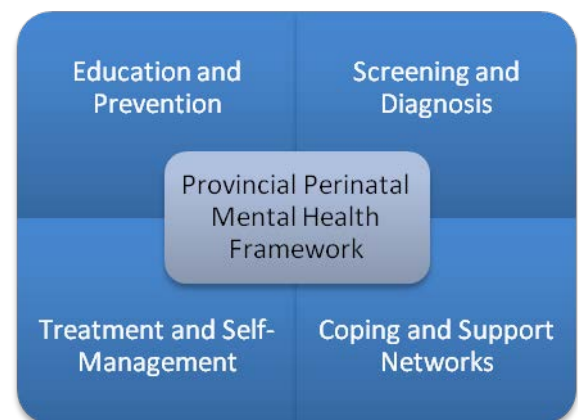 Education and
Prevention
Screening and
Diagnosis
Provincial Perinatal
Mental Health
Framework
Treatment and Self-
Management
Coping and Support
Networks